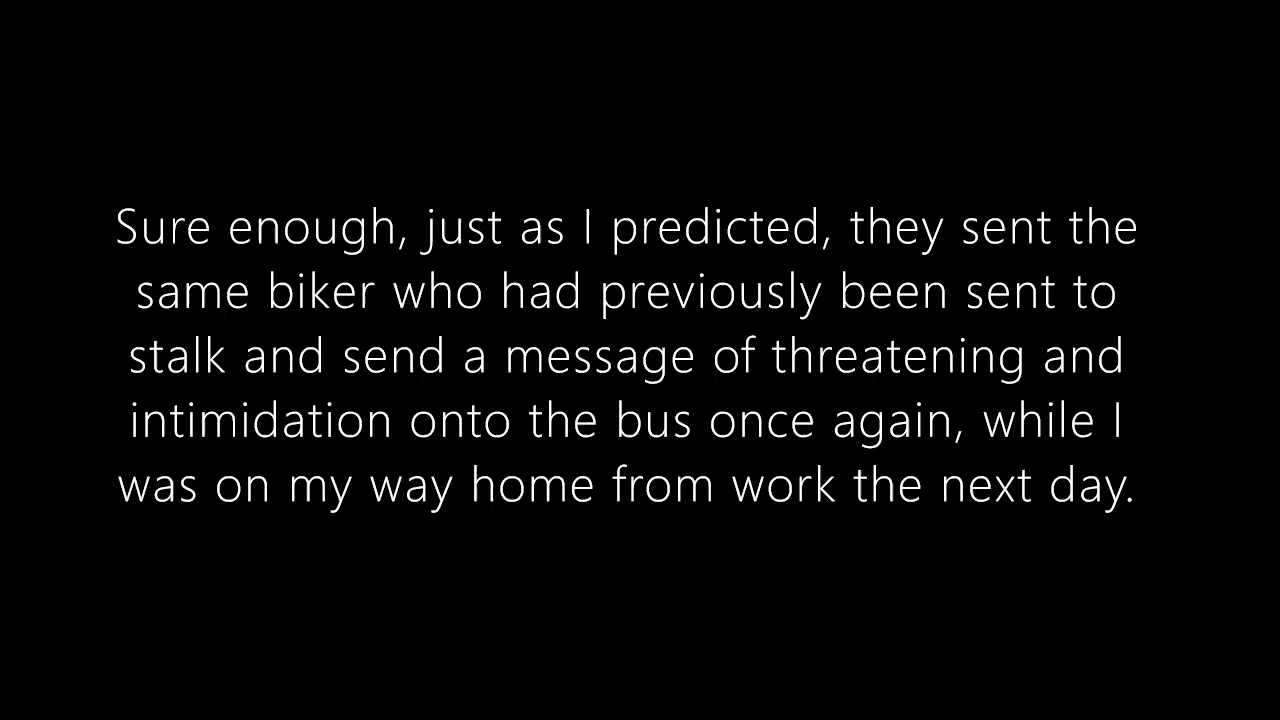 Sure enough, just as I predicted, they sent the
same biker who had previously been sent to
stalk and send a message of threatening and
intimidation onto the bus once again, while I
was on my way home from work the next day.